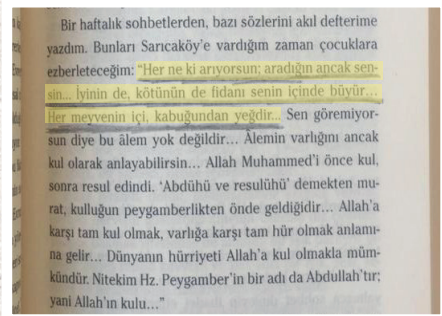 Bir haftalık sohbetlerden, bazı sözlerini akıl defterime
yazdım. Bunları Sarıcaköy'e vardığım zaman çocuklara
ezberleteceğim: "Her ne ki arıyorsun; aradığın ancak sen-
sin... İyinin de, kötünün de fidanı senin içinde büyür...
Her meyvenin içi, kabuğundan yeğdir... Sen göremiyor-
sun diye bu âlem yok değildir... Âlemin varlığını ancak
kul olarak anlayabilirsin... Allah Muhammed'i önce kul,
sonra resul edindi. 'Abdühü ve resulühü' demekten mu-
rat, kulluğun peygamberlikten önde geldiğidir... Allah'a
karşı tam kul olmak, varlığa karşı tam hür olmak anlamı-
na gelir... Dünyanın hürriyeti Allah'a kul olmakla müm-
kündür. Nitekim Hz. Peygamber'in bir adı da Abdullah'tır;
yani Allah'ın kulu..."